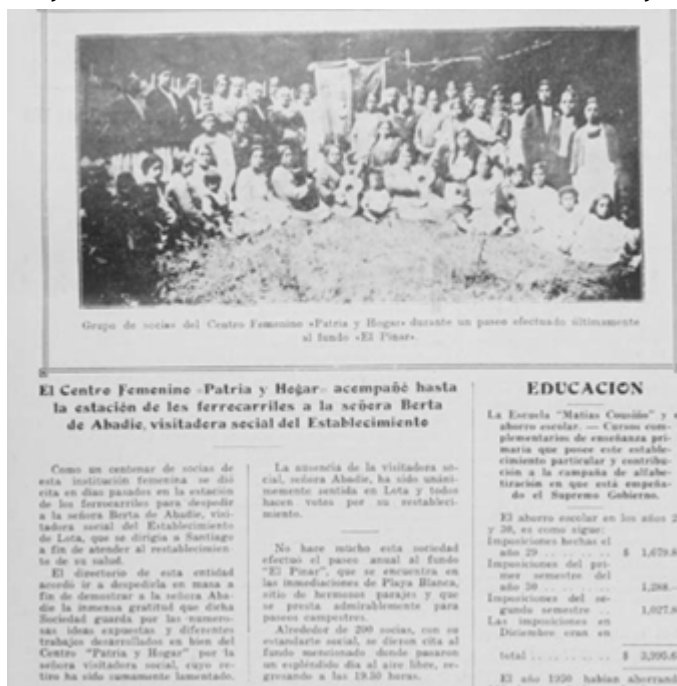 Grupo de socias del Centro Femenino «Patria y Hogar» durante un paseo efectuado últimamente
al fundo «El Pinar».
El Centro Femenino «Patria y Hogar» acompañó hasta
la estación de los ferrocarriles a la señora Berta
de Abadie, visitadora social del Establecimiento
Como un centenar de socias de
esta institución femenina se dió
cita en días pasados en la estación
de los ferrocarriles para despedir
a la señora Berta de Abadie, visi-
tadora social del Establecimiento
de Lota, que se dirigía a Santiago
a fin de atender al restablecimien-
to de su salud.
El directorio de esta entidad
acordó ir a despedirla en masa a
fin de demostrar a la señora Aba-
die la inmensa gratitud que dicha
Sociedad guarda por las numero-
sas ideas expuestas y diferentes
trabajos desarrollados en bien del
Centro "Patria y Hogar" por la
señora visitadora social, cuyo re-
tiro ha sido sumamente lamentado.
La ausencia de la visitadora so-
cial, señora Abadie, ha sido unáni-
memente sentida en Lota y todos
hacen votos por su restableci-
miento.
No hace mucho esta sociedad
efectuó el paseo anual al fundo
"El Pinar", que se encuentra en
las inmediaciones de Playa Blanca,
sitio de hermosos parajes y que
se presta admirablemente para
paseos campestres.
Alrededor de 200 socias, con su
estandarte social, se dieron cita al
fundo mencionado donde pasaron
un espléndido día al aire libre, re-
gresando a las 19.30 horas.
EDUCACION
La Escuela "Matías Cousiño" y
ahorro escolar. — Cursos com-
plementarios de enseñanza pri-
maria que posee este estable-
cimiento particular y contribu-
ción a la campaña de alfabe-
tización en que está empeña-
do el Supremo Gobierno.
El ahorro escolar en los años 2
y 30, es como sigue:
Imposiciones hechas el
año 29 ........ $ 1,679.8
Imposiciones del pri-
mer semestre del
año 30 ........ 1,288.-
Imposiciones del se-
gundo semestre .. 1,027.8
Las imposiciones en
Diciembre eran en
total ......... $ 3,995.6
El año 1930 habían ahorrand